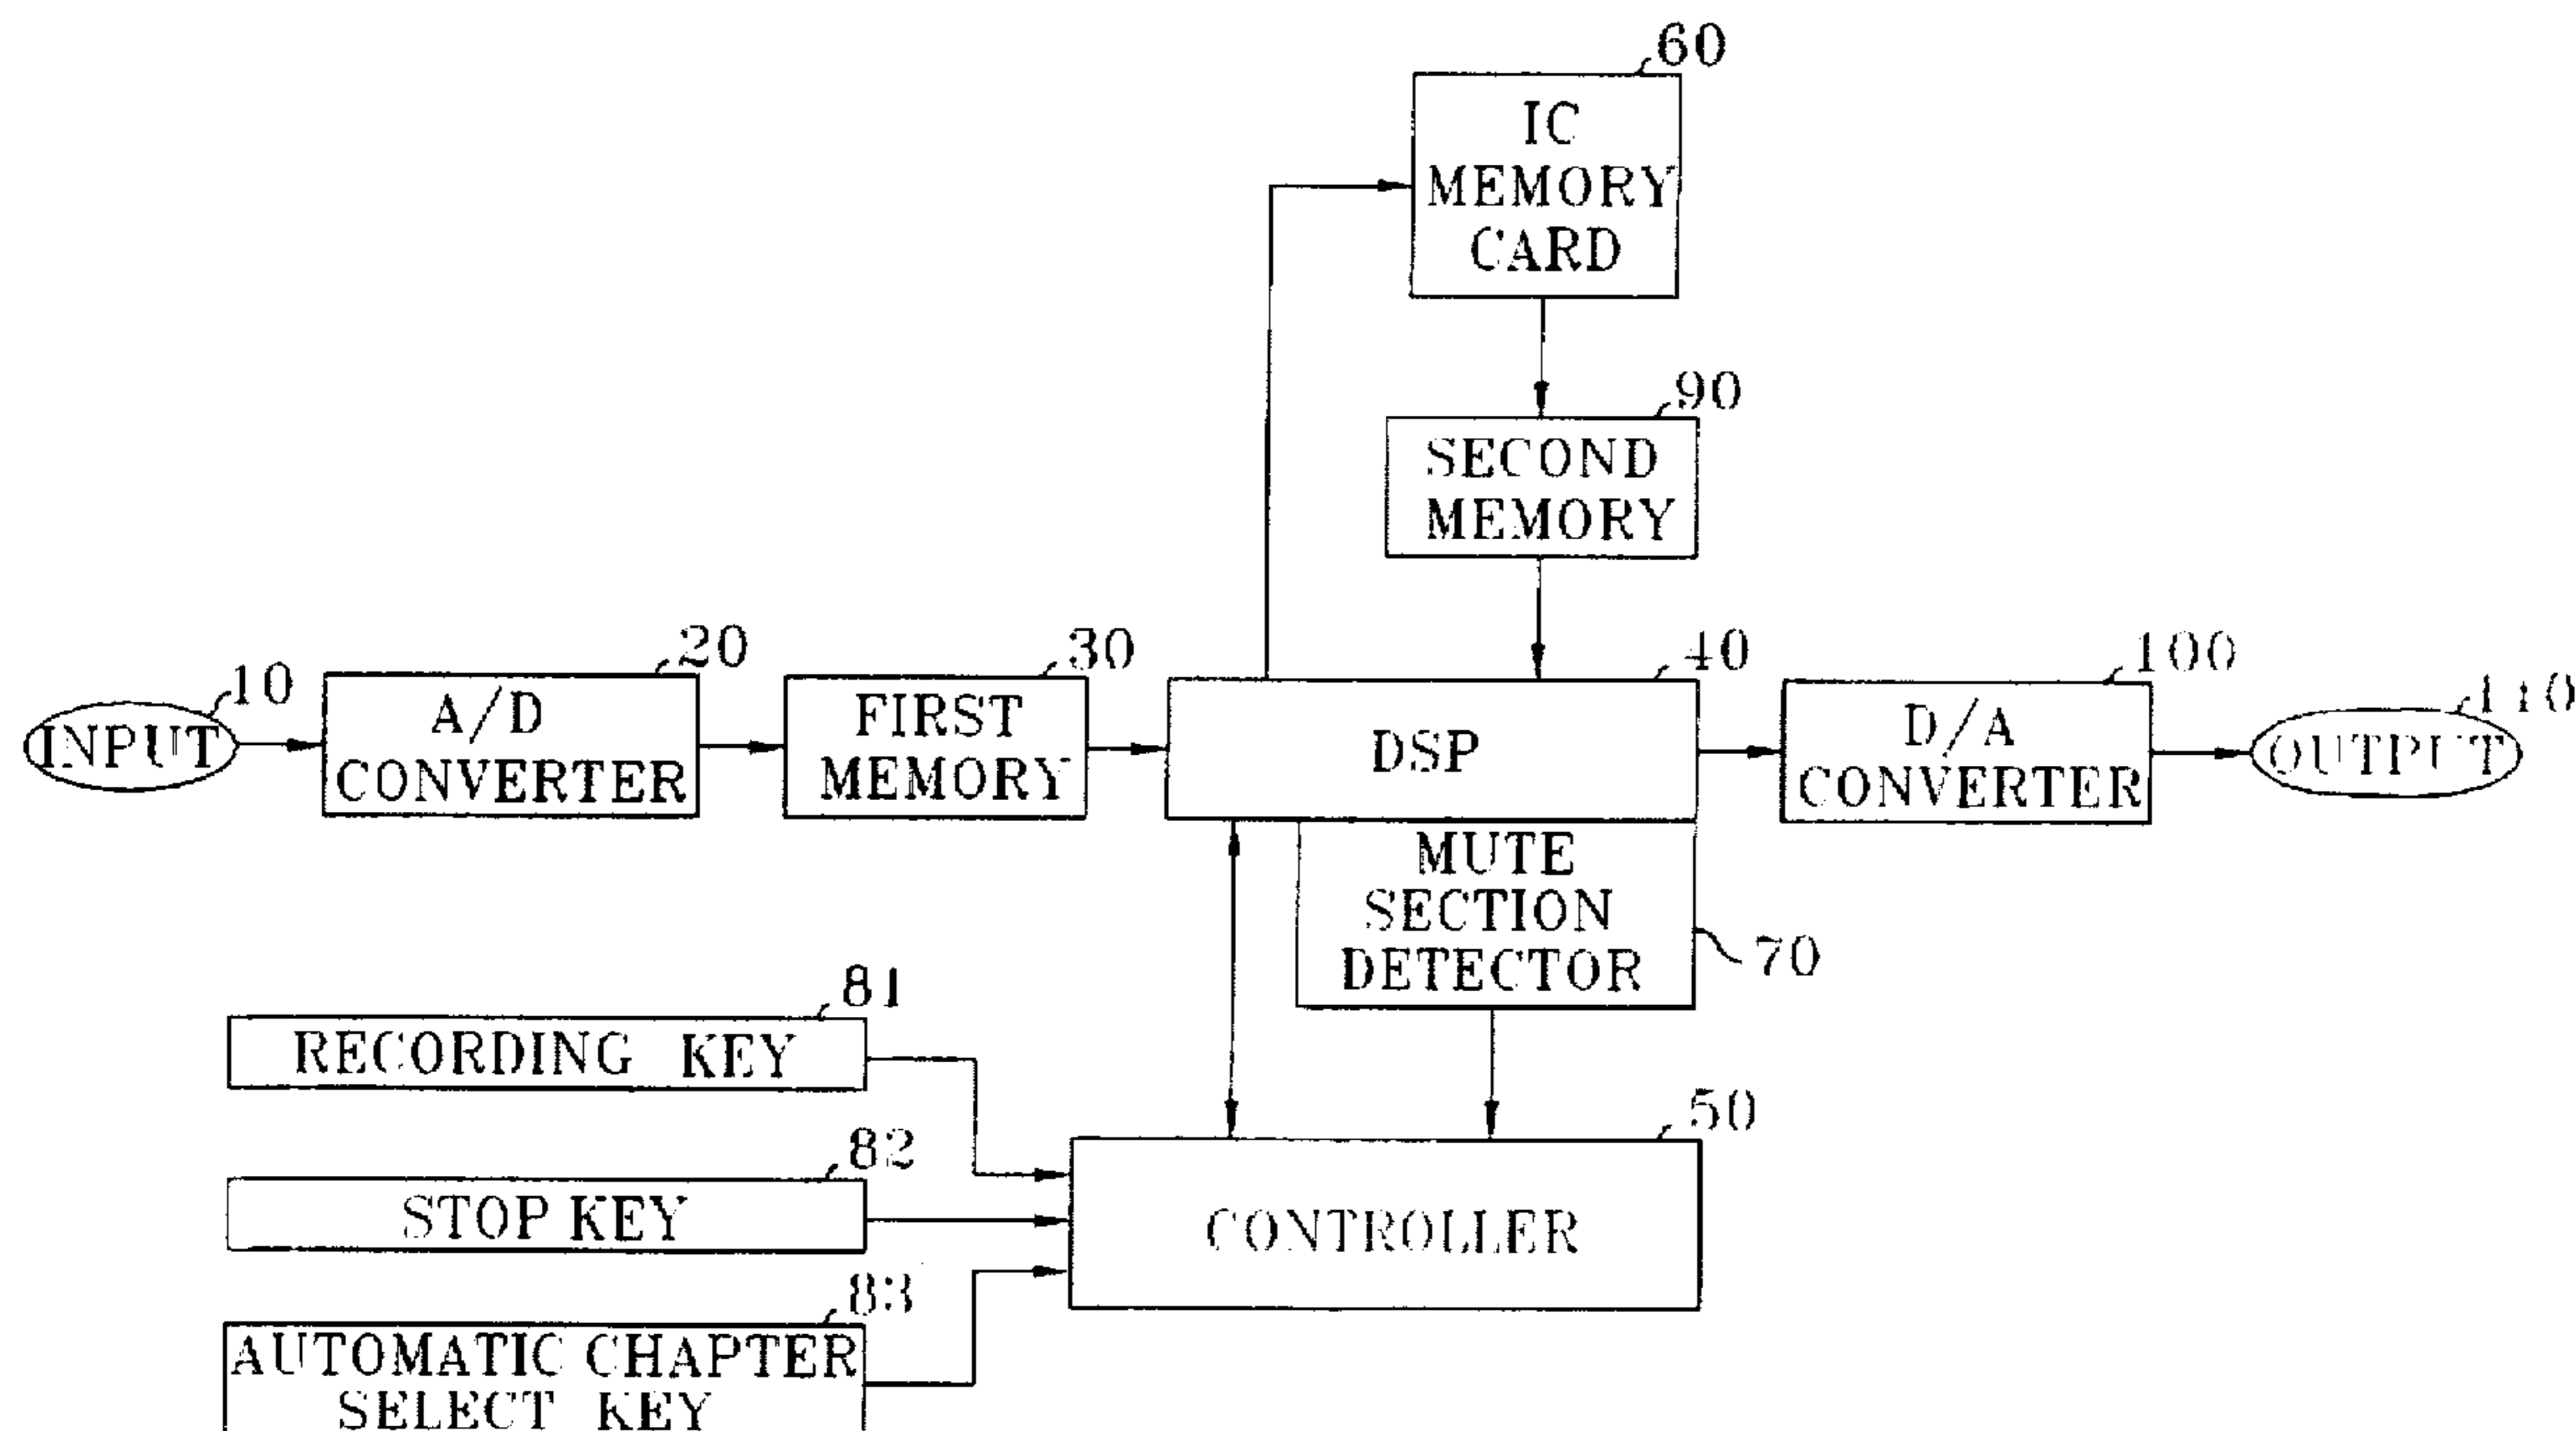 60
IC
MEMORY
CARD
90
SECOND
MEMORY
10
INPUT
20
A/D
CONVERTER
30
FIRST
MEMORY
40
DSP
100
D/A
CONVERTER
110
OUTPUT
MUTE
SECTION
DETECTOR
70
81
RECORDING KEY
82
STOP KEY
83
AUTOMATIC CHAPTER
SELECT KEY
50
CONTROLLER